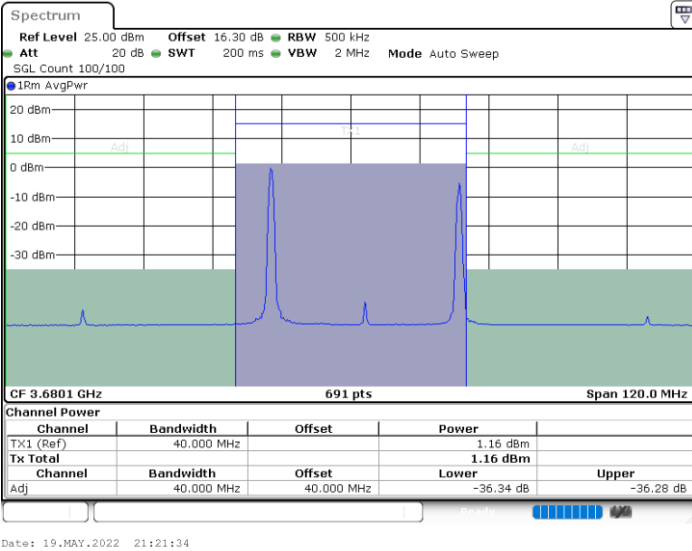 Spectrum
Ref Level 25.00 dBm Offset 16.30 dB RBW 500 kHz
Att 20 dB SWT 200 ms VBW 2 MHz Mode Auto Sweep
SGL Count 100/100
1Rm AvgPwr
20 dBm
TX1
10 dBm
Adj Adj
0 dBm
-10 dBm
-20 dBm
-30 dBm
CF 3.6801 GHz 691 pts Span 120.0 MHz
Channel Power
Channel Bandwidth Offset Power
TX1 (Ref) 40.000 MHz 1.16 dBm
Tx Total 1.16 dBm
Channel Bandwidth Offset Lower Upper
Adj 40.000 MHz 40.000 MHz -36.34 dB -36.28 dB
Ready
Date: 19.MAY.2022 21:21:34